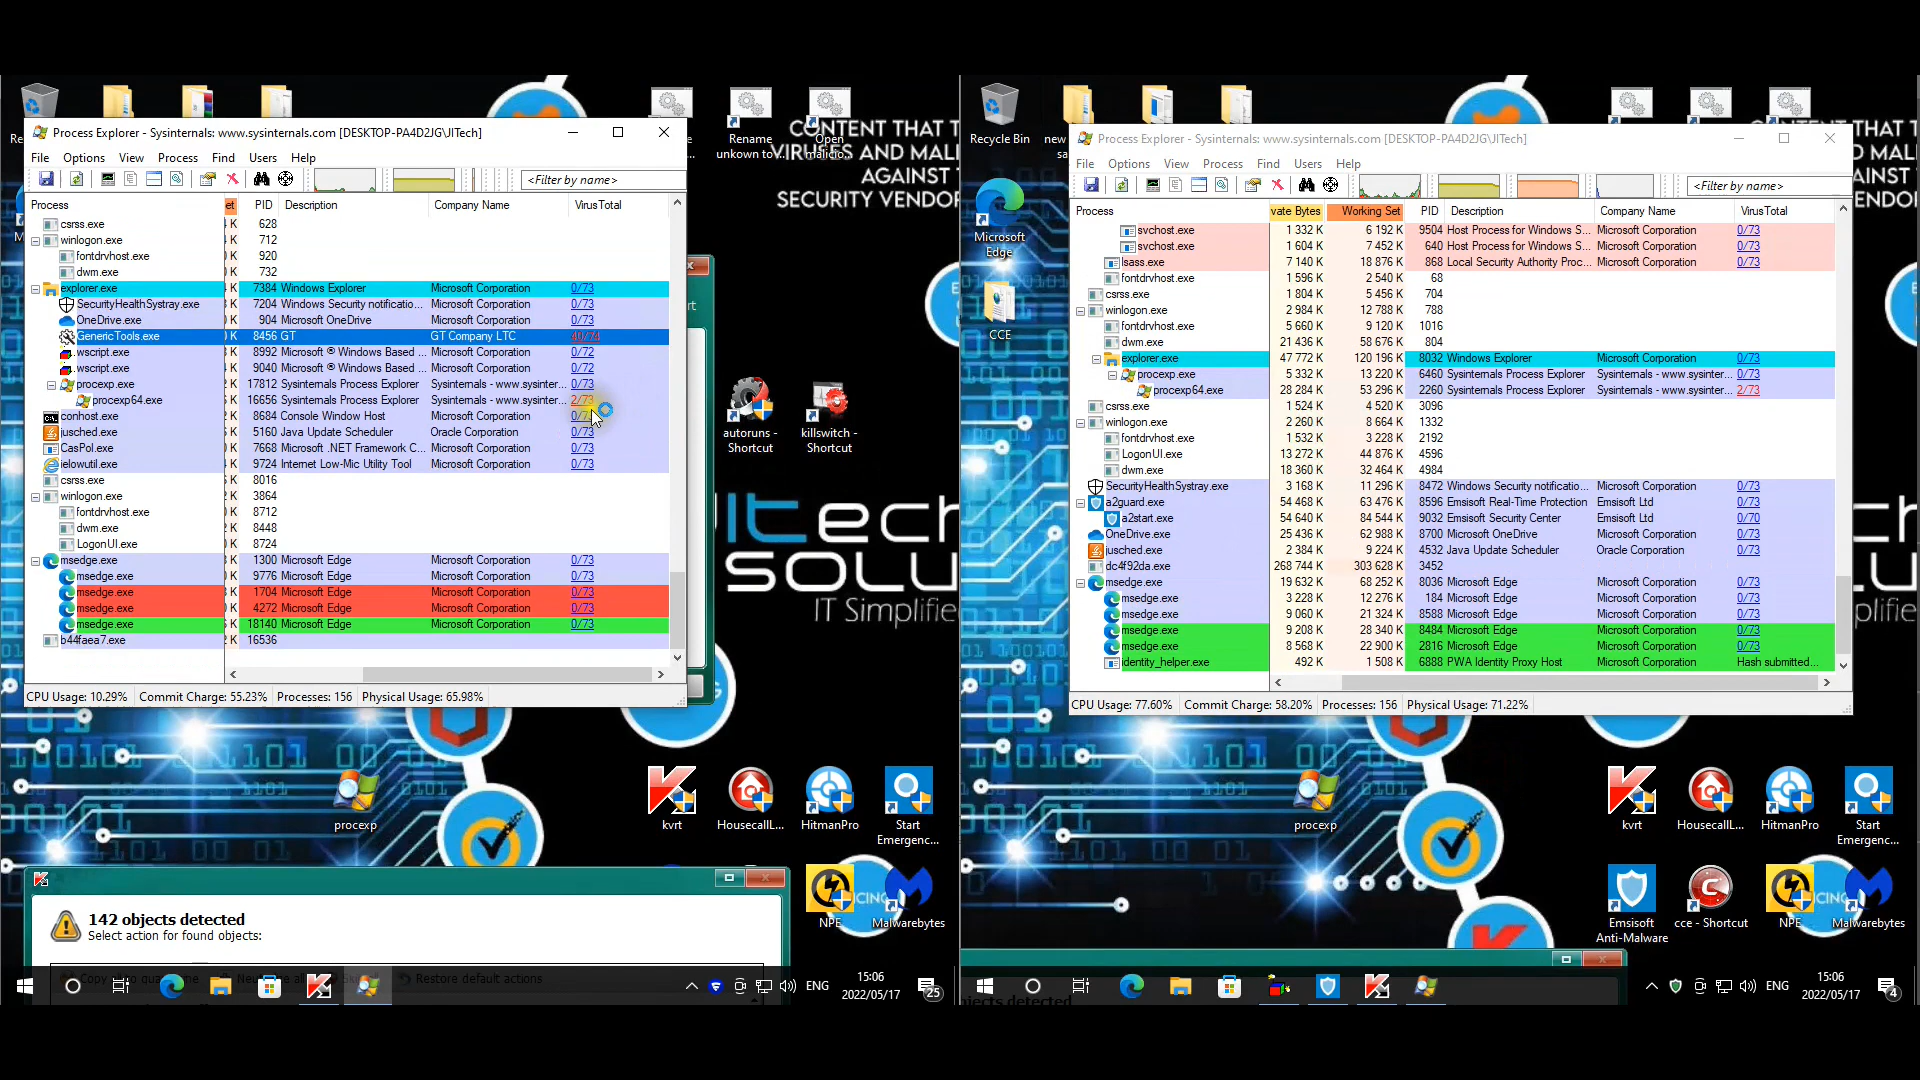 Process Explorer - Sysinternals: www.sysinternals.com [DESKTOP-PA4D2JG\JITech]
File Options View Process Find Users Help
<Filter by name>
Process PID Description Company Name VirusTotal
csrss.exe 628
winlogon.exe 712
fontdrvhost.exe 920
dwm.exe 732
explorer.exe 7384 Windows Explorer Microsoft Corporation 0/73
SecurityHealthSystray.exe 7204 Windows Security notificatio... Microsoft Corporation 0/73
OneDrive.exe 904 Microsoft OneDrive Microsoft Corporation 0/73
GenericTools.exe 8456 GT GT Company LTC 40/74
wscript.exe 8992 Microsoft ® Windows Based ... Microsoft Corporation 0/72
wscript.exe 9040 Microsoft ® Windows Based ... Microsoft Corporation 0/72
procexp.exe 17812 Sysinternals Process Explorer Sysinternals - www.sysinter... 0/73
procexp64.exe 16656 Sysinternals Process Explorer Sysinternals - www.sysinter... 2/73
conhost.exe 8684 Console Window Host Microsoft Corporation
jusched.exe 5160 Java Update Scheduler Oracle Corporation 0/73
CasPol.exe 7668 Microsoft .NET Framework C... Microsoft Corporation 0/73
ielowutil.exe 9724 Internet Low-Mic Utility Tool Microsoft Corporation 0/73
csrss.exe 8016
winlogon.exe 3864
fontdrvhost.exe 8712
dwm.exe 8448
LogonUI.exe 8724
msedge.exe 1300 Microsoft Edge Microsoft Corporation 0/73
msedge.exe 9776 Microsoft Edge Microsoft Corporation 0/73
msedge.exe 1704 Microsoft Edge Microsoft Corporation 0/73
msedge.exe 4272 Microsoft Edge Microsoft Corporation 0/73
msedge.exe 18140 Microsoft Edge Microsoft Corporation 0/73
b44faea7.exe 16536
CPU Usage: 10.29% Commit Charge: 55.23% Processes: 156 Physical Usage: 65.98%
Rename
unkown to v...
Open
malicio...
CONTENT THAT T
VIRUSES AND MALI
AGAINST
SECURITY VENDOR
autoruns -
Shortcut
killswitch -
Shortcut
ITech
SOLU
IT Simplifie
procexp
kvrt
HousecallL...
HitmanPro
Start
Emergenc...
NPE
Malwarebytes
142 objects detected
Select action for found objects:
Restore default actions
ENG
15:06
2022/05/17
25
Recycle Bin
new
Microsoft
Edge
CCE
Process Explorer - Sysinternals: www.sysinternals.com [DESKTOP-PA4D2JG\JITech]
File Options View Process Find Users Help
<Filter by name>
Process vate Bytes Working Set PID Description Company Name VirusTotal
svchost.exe 1 332 K 6 192 K 9504 Host Process for Windows S... Microsoft Corporation 0/73
svchost.exe 1 604 K 7 452 K 640 Host Process for Windows S... Microsoft Corporation 0/73
lsass.exe 7 140 K 18 876 K 868 Local Security Authority Proc... Microsoft Corporation 0/73
fontdrvhost.exe 1 596 K 2 540 K 68
csrss.exe 1 804 K 5 456 K 704
winlogon.exe 2 984 K 12 788 K 788
fontdrvhost.exe 5 660 K 9 120 K 1016
dwm.exe 21 436 K 58 676 K 804
explorer.exe 47 772 K 120 196 K 8032 Windows Explorer Microsoft Corporation 0/73
procexp.exe 5 332 K 13 220 K 6460 Sysinternals Process Explorer Sysinternals - www.sysinter... 0/73
procexp64.exe 28 284 K 53 296 K 2260 Sysinternals Process Explorer Sysinternals - www.sysinter... 2/73
csrss.exe 1 524 K 4 520 K 3096
winlogon.exe 2 260 K 8 664 K 1332
fontdrvhost.exe 1 532 K 3 228 K 2192
LogonUI.exe 13 272 K 44 876 K 4596
dwm.exe 18 360 K 32 464 K 4984
SecurityHealthSystray.exe 3 168 K 11 296 K 8472 Windows Security notificatio... Microsoft Corporation 0/73
a2guard.exe 54 468 K 63 476 K 8596 Emsisoft Real-Time Protection Emsisoft Ltd 0/73
a2start.exe 54 640 K 84 544 K 9032 Emsisoft Security Center Emsisoft Ltd 0/70
OneDrive.exe 25 436 K 62 988 K 8700 Microsoft OneDrive Microsoft Corporation 0/73
jusched.exe 2 384 K 9 224 K 4532 Java Update Scheduler Oracle Corporation 0/73
dc4f92da.exe 268 744 K 303 628 K 3452
msedge.exe 19 632 K 68 252 K 8036 Microsoft Edge Microsoft Corporation 0/73
msedge.exe 3 228 K 12 276 K 184 Microsoft Edge Microsoft Corporation 0/73
msedge.exe 9 060 K 21 324 K 8588 Microsoft Edge Microsoft Corporation 0/73
msedge.exe 9 208 K 28 340 K 8484 Microsoft Edge Microsoft Corporation 0/73
msedge.exe 8 568 K 22 900 K 2816 Microsoft Edge Microsoft Corporation 0/73
identity_helper.exe 492 K 1 508 K 6888 PWA Identity Proxy Host Microsoft Corporation Hash submitted...
CPU Usage: 77.60% Commit Charge: 58.20% Processes: 156 Physical Usage: 71.22%
procexp
kvrt
HousecallL...
HitmanPro
Start
Emergenc...
Emsisoft
Anti-Malware
cce - Shortcut
NPE
Malwarebytes
ENG
15:06
2022/05/17
4